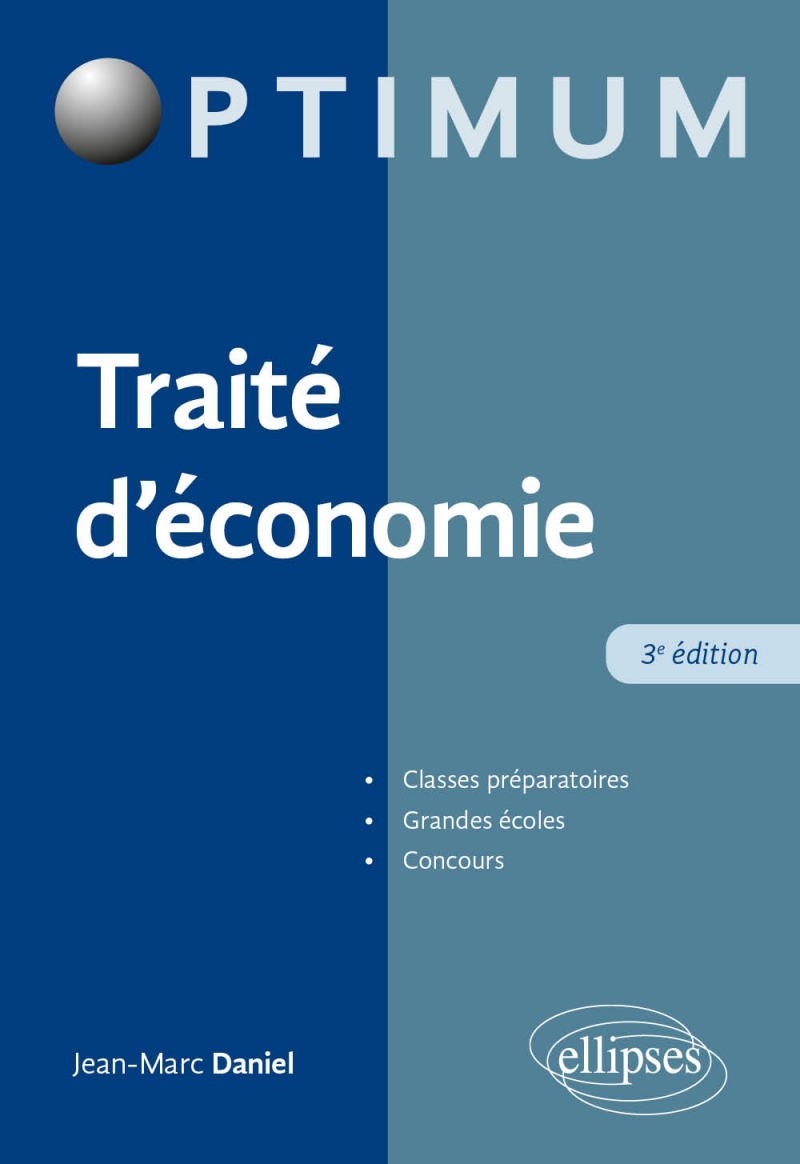 OPTIMUM
Traité
d’économie
3e édition
• Classes préparatoires
• Grandes écoles
• Concours
Jean-Marc Daniel
ellipses